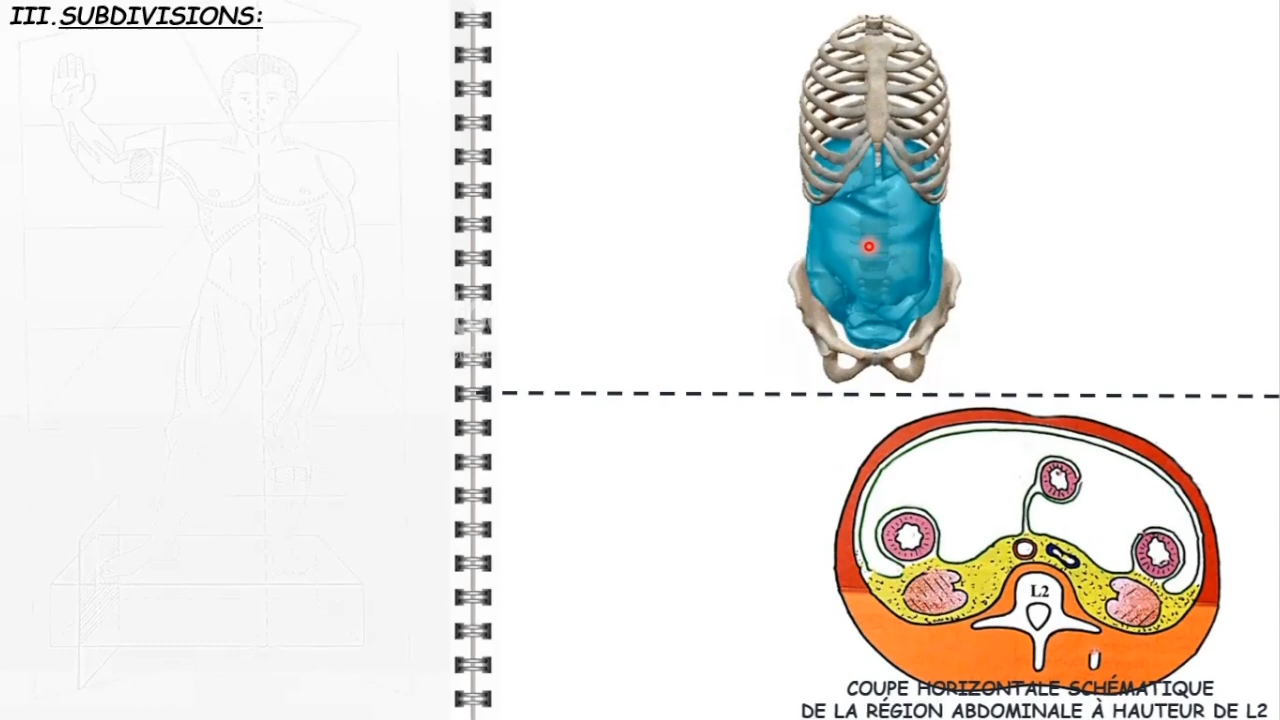 III. SUBDIVISIONS:
L2
COUPE HORIZONTALE SCHÉMATIQUE
DE LA RÉGION ABDOMINALE À HAUTEUR DE L2